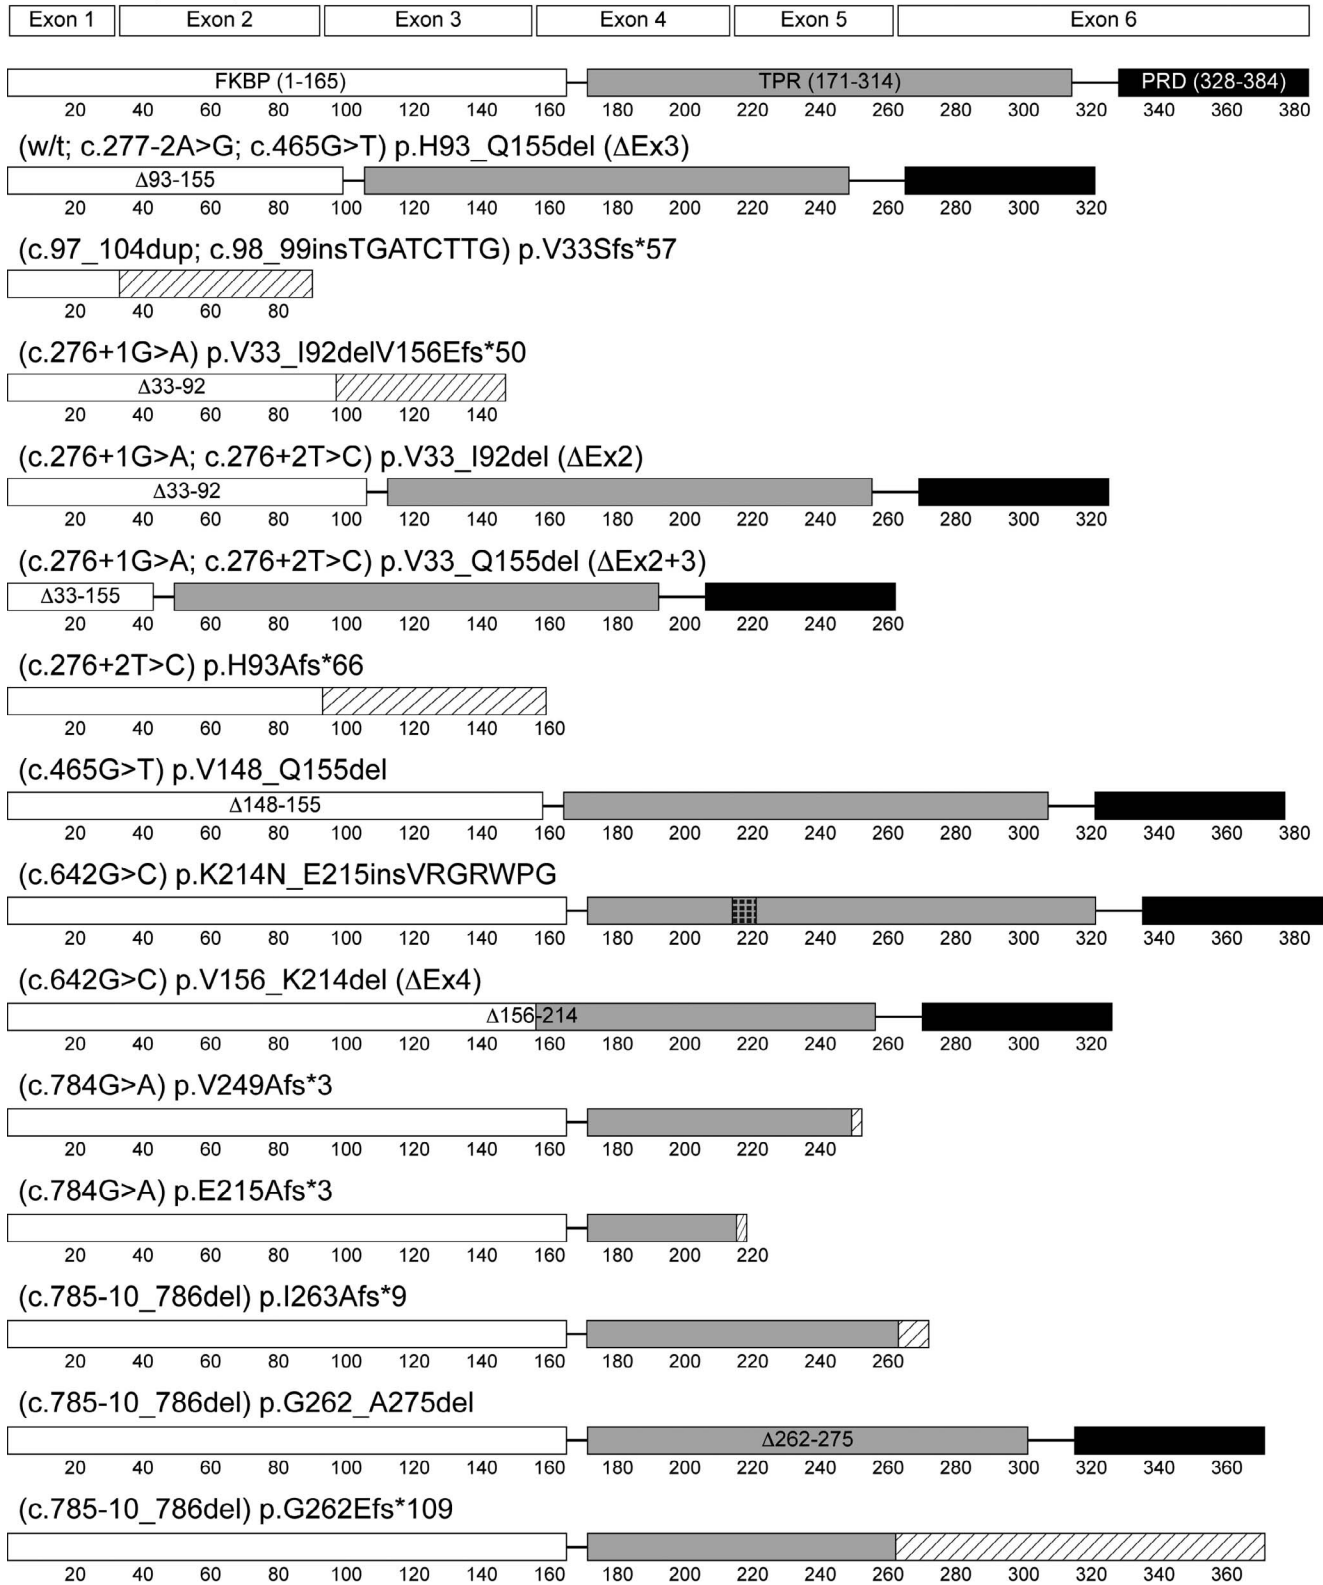 Exon 1 Exon 2 Exon 3 Exon 4 Exon 5 Exon 6
FKBP (1-165) TPR (171-314) PRD (328-384)
20 40 60 80 100 120 140 160 180 200 220 240 260 280 300 320 340 360 380
(w/t; c.277-2A>G; c.465G>T) p.H93_Q155del (ΔEx3)
Δ93-155
20 40 60 80 100 120 140 160 180 200 220 240 260 280 300 320
(c.97_104dup; c.98_99insTGATCTTG) p.V33Sfs*57
20 40 60 80
(c.276+1G>A) p.V33_I92delV156Efs*50
Δ33-92
20 40 60 80 100 120 140
(c.276+1G>A; c.276+2T>C) p.V33_I92del (ΔEx2)
Δ33-92
20 40 60 80 100 120 140 160 180 200 220 240 260 280 300 320
(c.276+1G>A; c.276+2T>C) p.V33_Q155del (ΔEx2+3)
Δ33-155
20 40 60 80 100 120 140 160 180 200 220 240 260
(c.276+2T>C) p.H93Afs*66
20 40 60 80 100 120 140 160
(c.465G>T) p.V148_Q155del
Δ148-155
20 40 60 80 100 120 140 160 180 200 220 240 260 280 300 320 340 360 380
(c.642G>C) p.K214N_E215insVRGRWPG
20 40 60 80 100 120 140 160 180 200 220 240 260 280 300 320 340 360 380
(c.642G>C) p.V156_K214del (ΔEx4)
Δ156-214
20 40 60 80 100 120 140 160 180 200 220 240 260 280 300 320
(c.784G>A) p.V249Afs*3
20 40 60 80 100 120 140 160 180 200 220 240
(c.784G>A) p.E215Afs*3
20 40 60 80 100 120 140 160 180 200 220
(c.785-10_786del) p.I263Afs*9
20 40 60 80 100 120 140 160 180 200 220 240 260
(c.785-10_786del) p.G262_A275del
Δ262-275
20 40 60 80 100 120 140 160 180 200 220 240 260 280 300 320 340 360
(c.785-10_786del) p.G262Efs*109
20 40 60 80 100 120 140 160 180 200 220 240 260 280 300 320 340 360